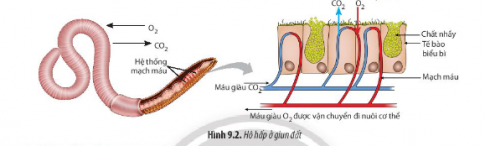 O2
CO2
Hệ thống
mạch máu
CO2
O2
Chất nhầy
Tế bào
biểu bì
Mạch máu
Máu giàu CO2
Máu giàu O2 được vận chuyển đi nuôi cơ thể
Hình 9.2. Hô hấp ở giun đất